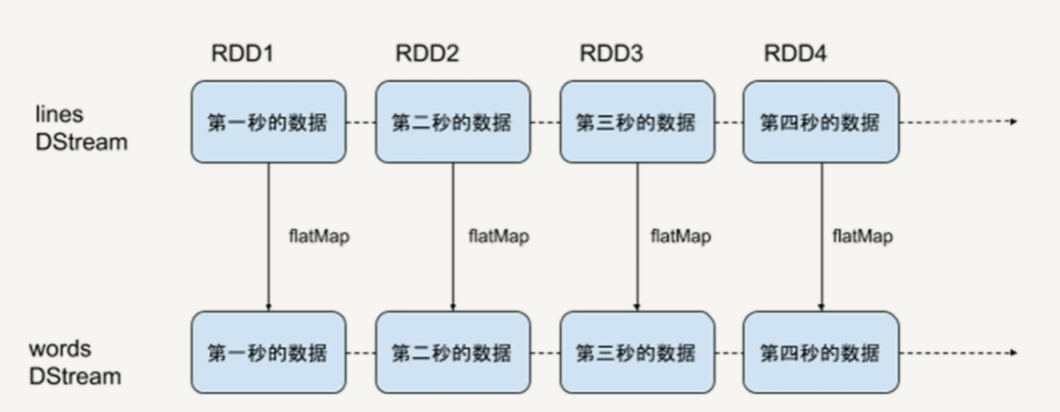 RDD1 RDD2 RDD3 RDD4
lines
DStream
第一秒的数据 第二秒的数据 第三秒的数据 第四秒的数据
flatMap flatMap flatMap flatMap
words
DStream
第一秒的数据 第二秒的数据 第三秒的数据 第四秒的数据